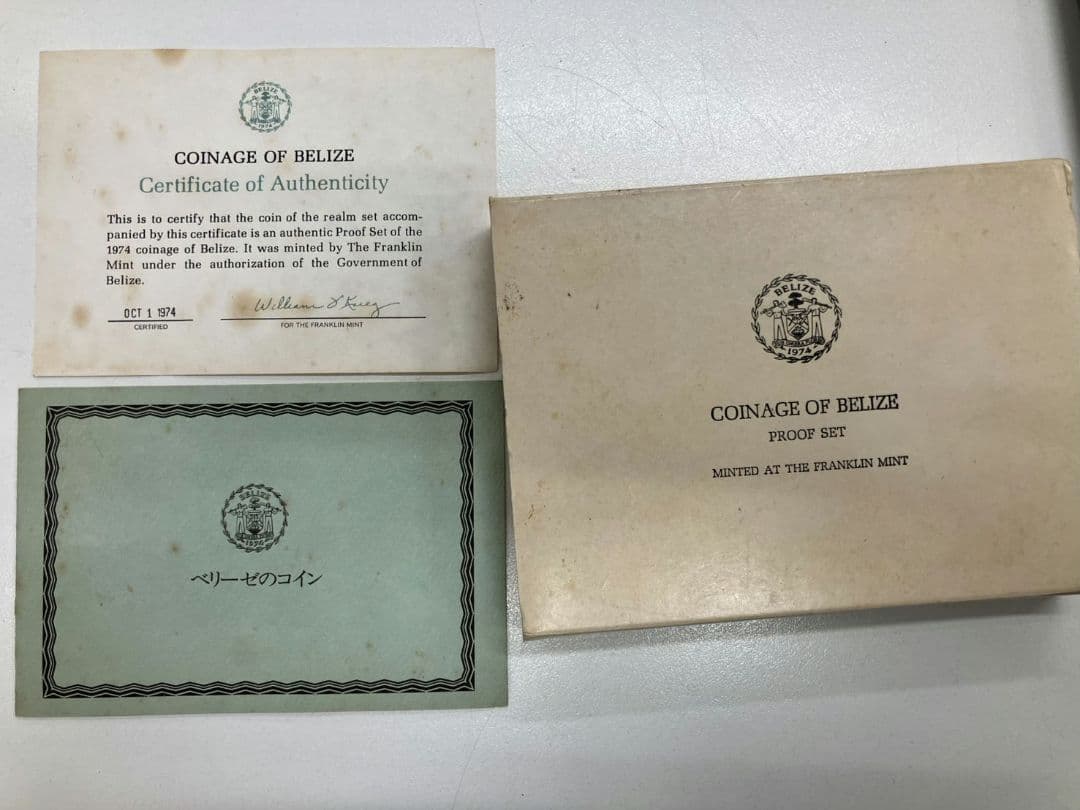 BELIZE
1974
COINAGE OF BELIZE
Certificate of Authenticity
This is to certify that the coin of the realm set accom-
panied by this certificate is an authentic Proof Set of the
1974 coinage of Belize. It was minted by The Franklin
Mint under the authorization of the Government of
Belize.
OCT 1 1974
CERTIFIED
FOR THE FRANKLIN MINT
BELIZE
1974
ベリーゼのコイン
BELIZE
1974
COINAGE OF BELIZE
PROOF SET
MINTED AT THE FRANKLIN MINT